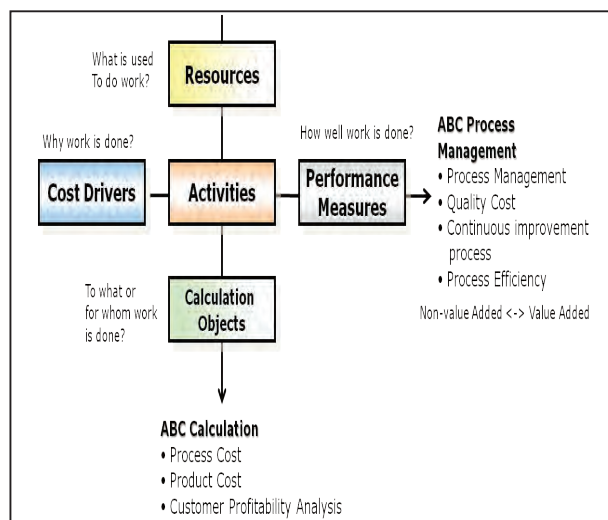 What is used
To do work?
Resources
Why work is done?
Cost Drivers
Activities
How well work is done?
Performance
Measures
ABC Process
Management
• Process Management
• Quality Cost
• Continuous improvement
process
• Process Efficiency
Non-value Added <-> Value Added
To what or
for whom work
is done?
Calculation
Objects
ABC Calculation
• Process Cost
• Product Cost
• Customer Profitability Analysis